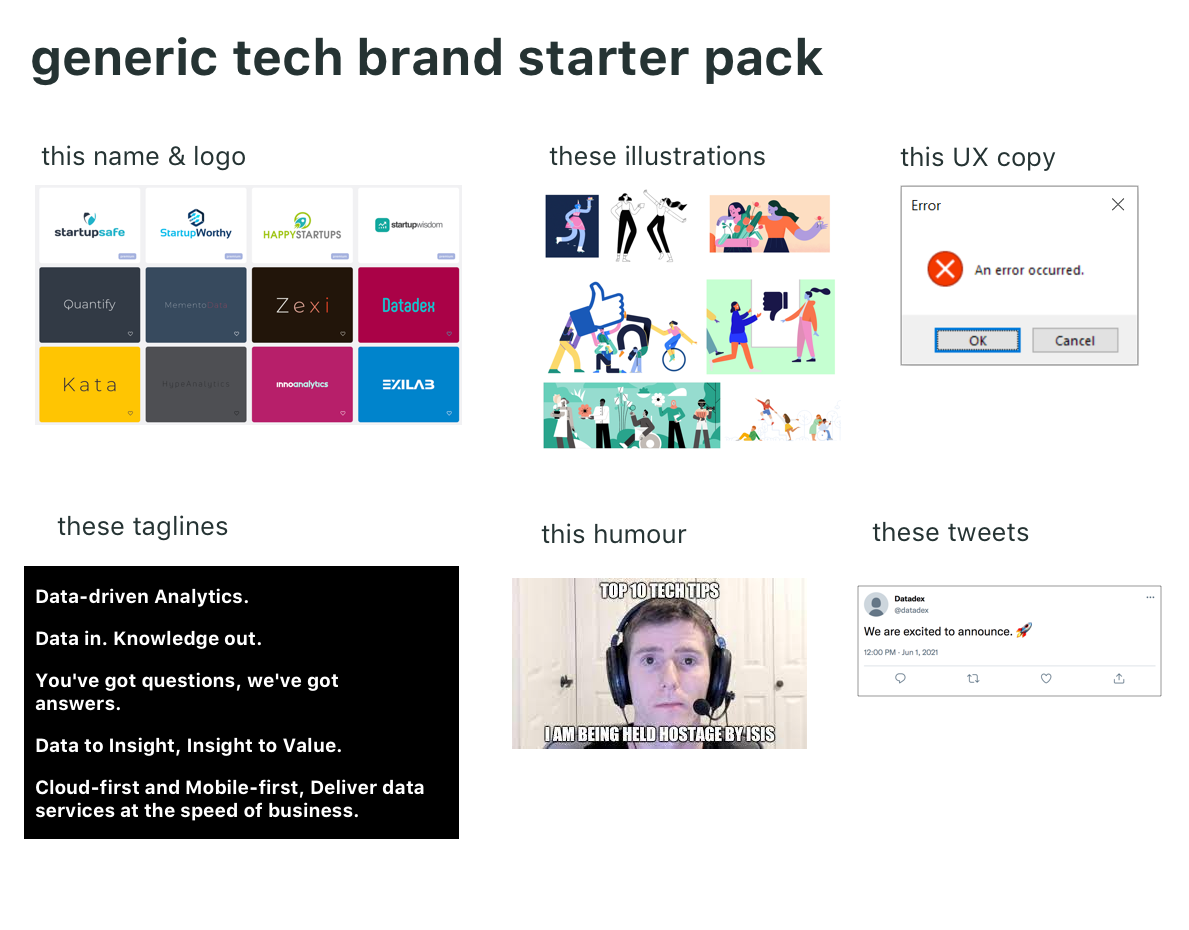 generic tech brand starter pack
this name & logo
startupsafe
StartupWorthy
HAPPYSTARTUPS
startupwisdom
Quantify
MementoData
Zexi
Datadex
Kata
HypeAnalytics
innoanalytics
EXILAB
these illustrations
this UX copy
Error
An error occurred.
OK
Cancel
these taglines
Data-driven Analytics.
Data in. Knowledge out.
You've got questions, we've got
answers.
Data to Insight, Insight to Value.
Cloud-first and Mobile-first, Deliver data
services at the speed of business.
this humour
TOP 10 TECH TIPS
I AM BEING HELD HOSTAGE BY ISIS
these tweets
Datadex
@datadex
We are excited to announce. 🚀
12:00 PM · Jun 1, 2021